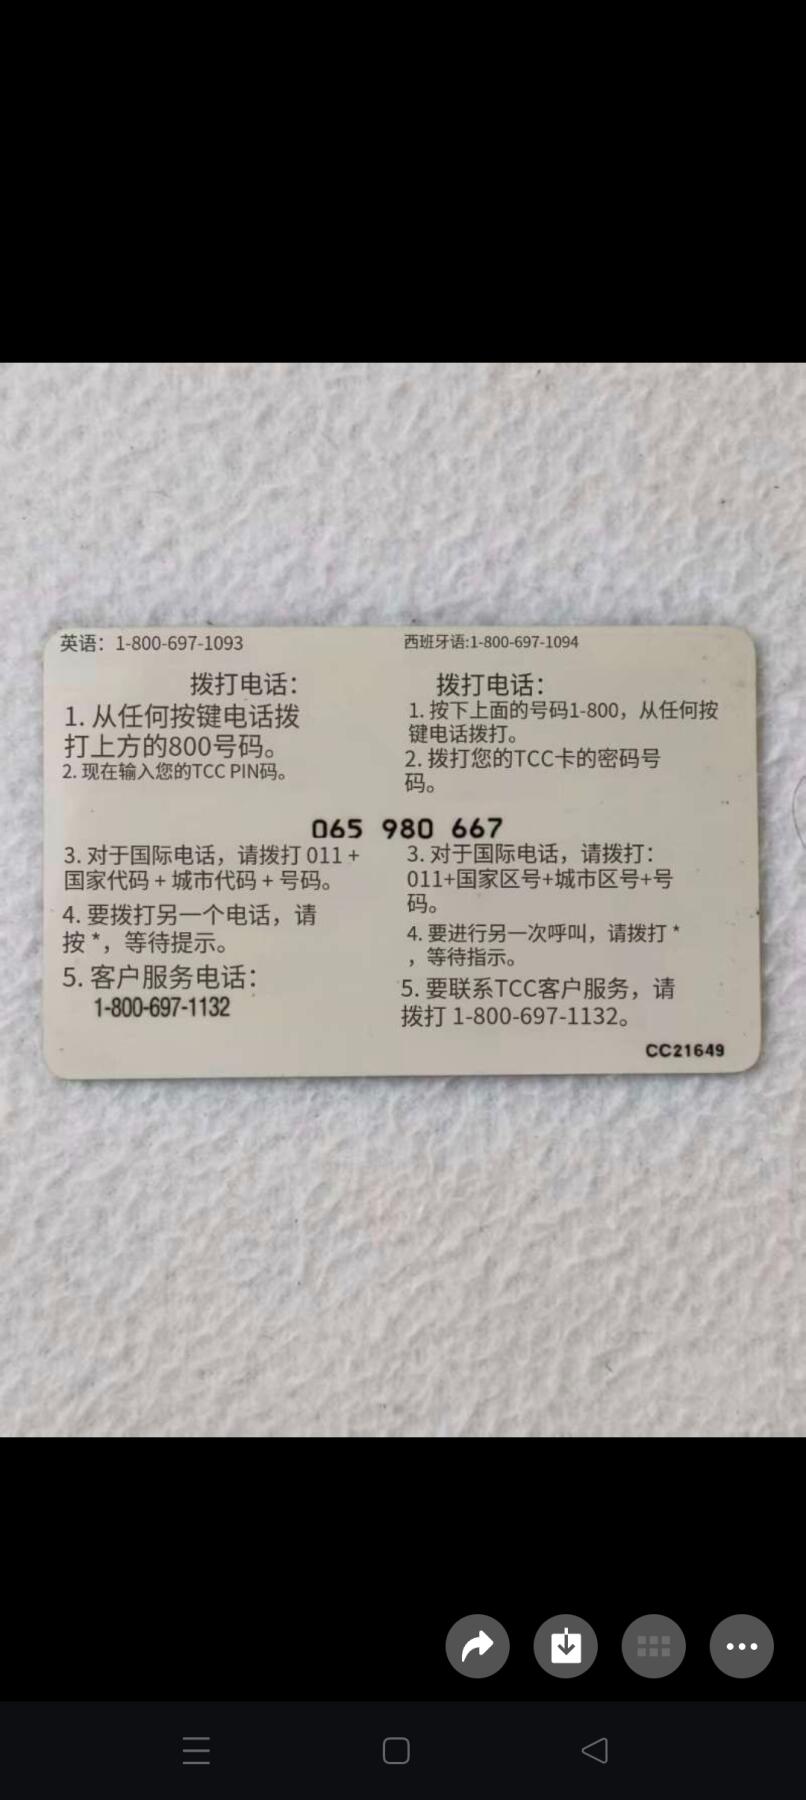 英语：1-800-697-1093
拨打电话：
1. 从任何按键电话拨
打上方的800号码。
2. 现在输入您的TCC PIN码。
西班牙语:1-800-697-1094
拨打电话：
1. 按下上面的号码1-800，从任何按
键电话拨打。
2. 拨打您的TCC卡的密码号
码。
065 980 667
3. 对于国际电话，请拨打 011 +
国家代码 + 城市代码 + 号码。
4. 要拨打另一个电话，请
按 *，等待提示。
5. 客户服务电话：
1-800-697-1132
3. 对于国际电话，请拨打：
011+国家区号+城市区号+号
码。
4. 要进行另一次呼叫，请拨打 *
，等待指示。
5. 要联系TCC客户服务，请
拨打 1-800-697-1132。
CC21649